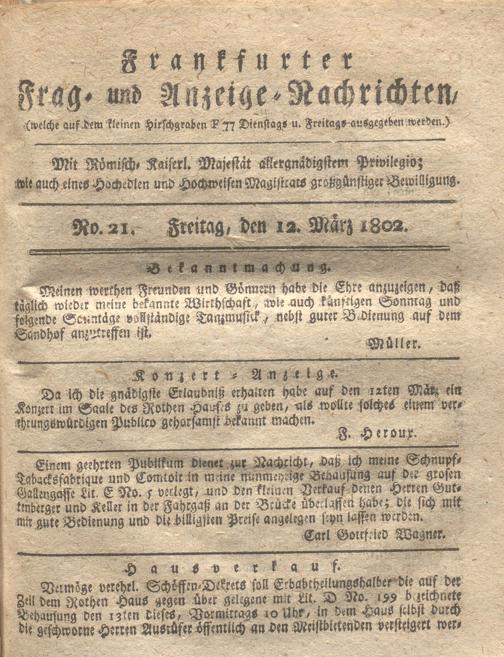 Frankfurter
Frag- und Anzeige-Nachrichten,
(welche auf dem kleinen Hirschgraben F 77 Dienstags u. Freitags ausgegeben werden.)
Mit Römisch-Kaiserl. Majestät allergnädigstem Privilegio;
wie auch eines Hochedlen und Hochweisen Magistrats großgünstiger Bewilligung.
No. 21. Freitag, den 12. März 1802.
Bekanntmachung.
Meinen werthen Freunden und Gönnern habe die Ehre anzuzeigen, daß
täglich wieder meine bekannte Wirthschaft, wie auch künftigen Sonntag und
folgende Sonntäge vollständige Tanzmusick, nebst guter Bedienung auf dem
Sandhof anzutreffen ist.
Müller.
Konzert-Anzeige.
Da ich die gnädigste Erlaubniß erhalten habe auf den 12ten März ein
Konzert im Saale des Rothen Hauses zu geben, als wollte solches einem ver-
ehrungswürdigen Publico gehorsamst bekannt machen.
F. Heroux.
Einem geehrten Publikum dienet zur Nachricht, daß ich meine Schnupf-
Tabacksfabrique und Comtoir in meine nunmehrige Behausung auf der grosen
Gallengasse Lit. E No. 5 verlegt, und den kleinen Verkauf denen Herren Gut-
tenberger und Keller in der Fahrgaß an der Brücke überlassen habe; die sich mit
mit gute Bedienung und die billigsten Preise angelegen seyn lassen werden.
Carl Gottfried Wagner.
Hausverkauf.
Vermöge verehrl. Schöffen-Dekrets soll Erbabtheilungshalber die auf der
Zeil dem Rothen Haus gegen über gelegene mit Lit. D No. 199 bezeichnete
Behausung den 13ten dieses, Vormittags 10 Uhr, in dem Haus selbst durch
die geschworne Herren Ausrüfer öffentlich an den Meistbietenden versteigert wer-